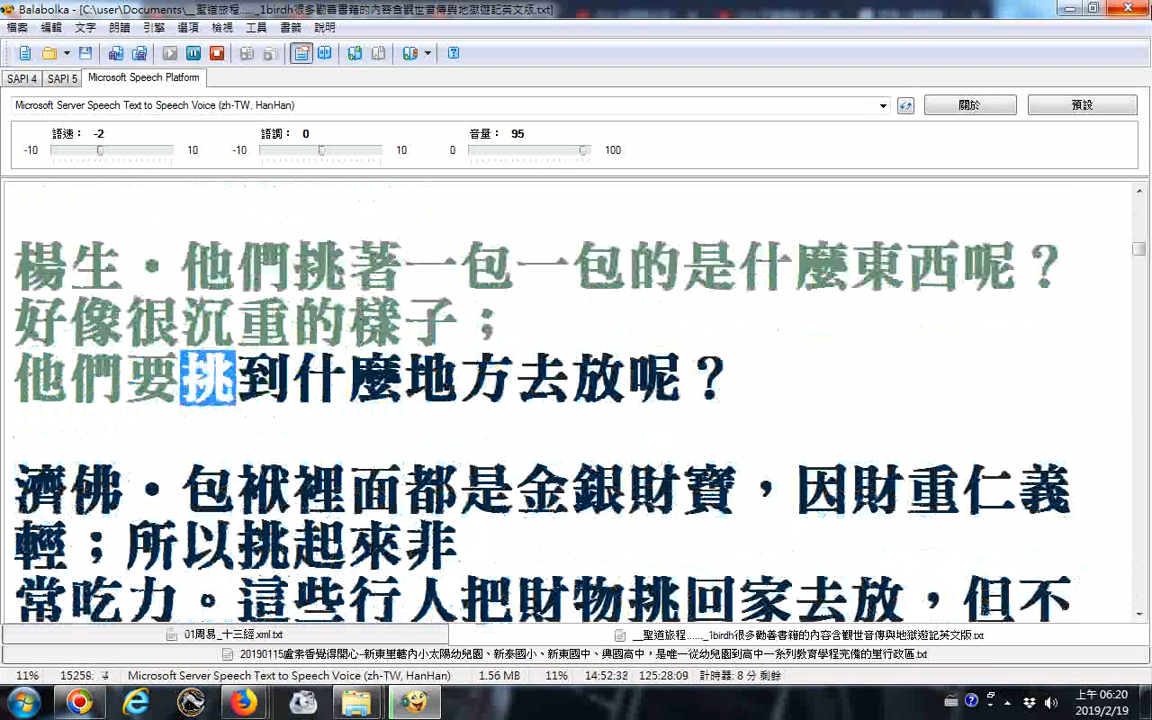 Balabolka - [C:\user\Documents\__聖道旅程......_1birdh很多勸善書籍的內容含觀世音傳與地獄遊記英文版.txt]
檔案 編輯 文字 朗讀 引擎 選項 檢視 工具 書籤 說明
SAPI 4 SAPI 5 Microsoft Speech Platform
Microsoft Server Speech Text to Speech Voice (zh-TW, HanHan) 關於 預設
語速： -2 語調： 0 音量： 95
-10 10 -10 10 0 100
楊生・他們挑著一包一包的是什麼東西呢？
好像很沉重的樣子；
他們要挑到什麼地方去放呢？
濟佛・包袱裡面都是金銀財寶，因財重仁義
輕；所以挑起來非
常吃力。這些行人把財物挑回家去放，但不
01周易_十三經.xml.txt __聖道旅程......_1birdh很多勸善書籍的內容含觀世音傳與地獄遊記英文版.txt
20190115盧素香覺得開心--新東里轄內小太陽幼兒園、新泰國小、新東國中、興國高中，是唯一從幼兒園到高中一系列教育學程完備的里行政區.txt
11% 15258. Microsoft Server Speech Text to Speech Voice (zh-TW, HanHan) 1.56 MB 11% 14:52:32 125:28:09 計時器： 8 分 剩餘
上午 06:20
2019/2/19